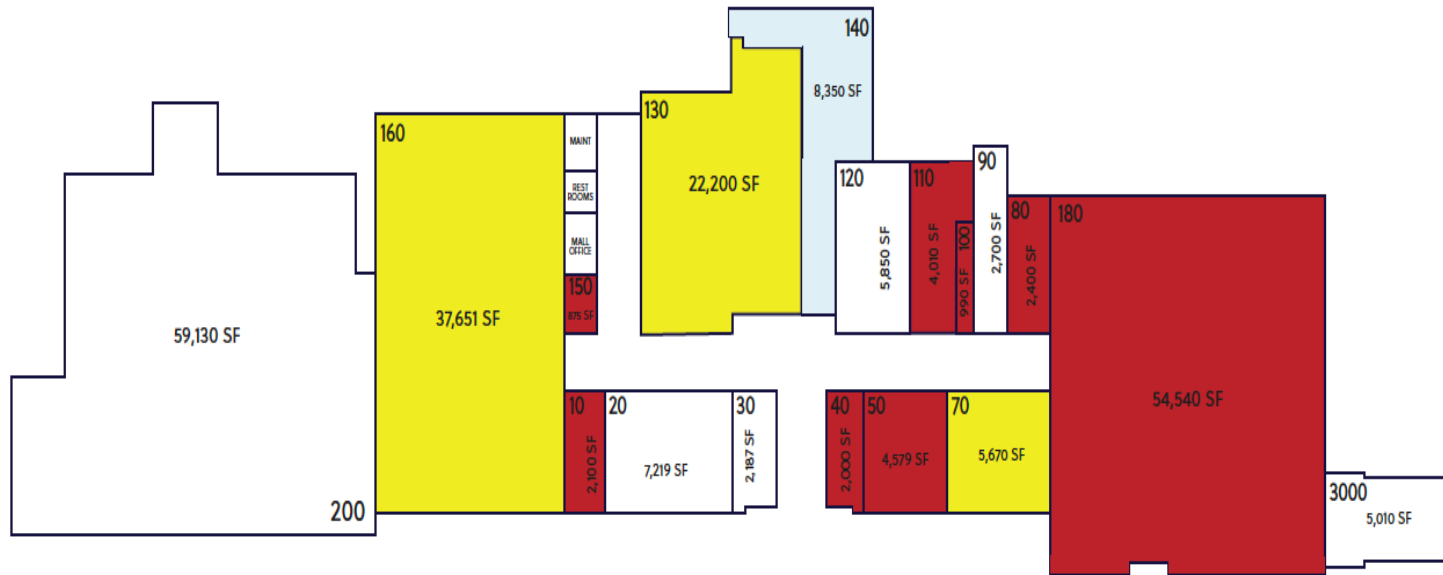 140
8,350 SF
130
22,200 SF
160
37,651 SF
MAINT
REST
ROOMS
MALL
OFFICE
150
875 SF
120
5,850 SF
110
4,010 SF
100
990 SF
90
2,700 SF
80
2,400 SF
180
54,540 SF
59,130 SF
200
10
2,100 SF
20
7,219 SF
30
2,187 SF
40
2,000 SF
50
4,579 SF
70
5,670 SF
3000
5,010 SF